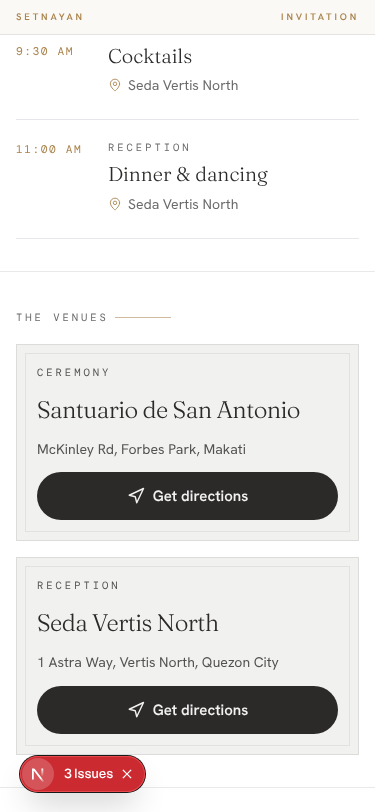 SETNAYAN
INVITATION
9:30 AM
Cocktails
Seda Vertis North
11:00 AM
RECEPTION
Dinner & dancing
Seda Vertis North
THE VENUES
CEREMONY
Santuario de San Antonio
McKinley Rd, Forbes Park, Makati
Get directions
RECEPTION
Seda Vertis North
1 Astra Way, Vertis North, Quezon City
Get directions
N
3 Issues